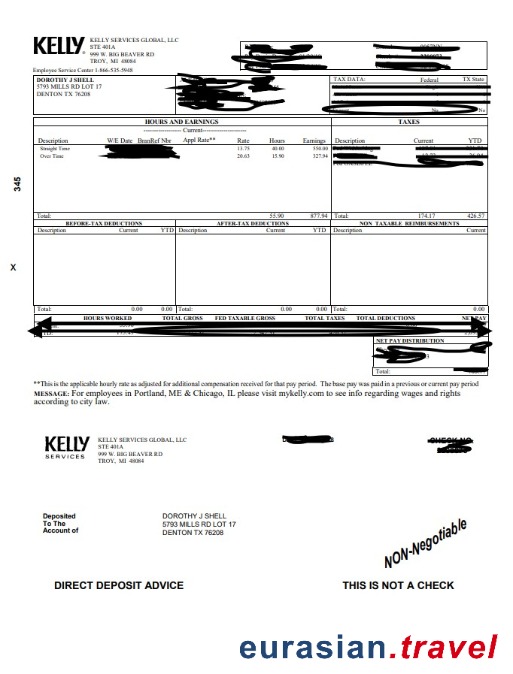 KELLY
KELLY SERVICES GLOBAL, LLC
STE 401A
999 W. BIG BEAVER RD
TROY, MI 48084
Employee Service Center 1-866-535-5948
DOROTHY J SHELL
5793 MILLS RD LOT 17
DENTON TX 76208
TAX DATA: Federal TX State
No No
HOURS AND EARNINGS TAXES
Current
Description W/E Date BranRef Nbr Appl Rate** Rate Hours Earnings Description Current YTD
Straight Time 13.75 40.00 550.00
Over Time 20.63 15.90 327.94
345
Total: 55.90 877.94 Total: 174.17 426.57
BEFORE-TAX DEDUCTIONS AFTER-TAX DEDUCTIONS NON TAXABLE REIMBURSEMENTS
Description Current YTD Description Current YTD Description Current
X
Total: 0.00 0.00 Total: 0.00 0.00 Total: 0.00
HOURS WORKED TOTAL GROSS FED TAXABLE GROSS TOTAL TAXES TOTAL DEDUCTIONS NET PAY
NET PAY DISTRIBUTION
Total:
**This is the applicable hourly rate as adjusted for additional compensation received for that pay period. The base pay was paid in a previous or current pay period
MESSAGE: For employees in Portland, ME & Chicago, IL please visit mykelly.com to see info regarding wages and rights
according to city law.
KELLY
SERVICES
KELLY SERVICES GLOBAL, LLC
STE 401A
999 W. BIG BEAVER RD
TROY, MI 48084
CHECK NO
Deposited
To The
Account of
DOROTHY J SHELL
5793 MILLS RD LOT 17
DENTON TX 76208
NON-Negotiable
DIRECT DEPOSIT ADVICE THIS IS NOT A CHECK
eurasian.travel